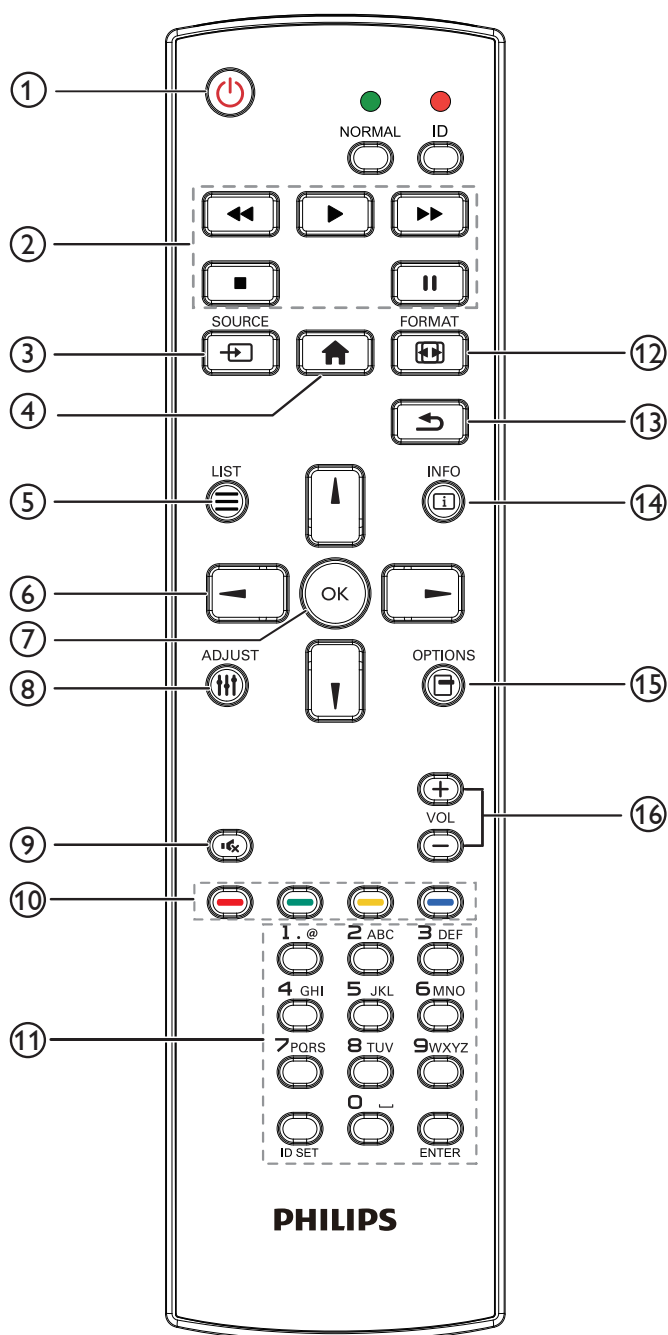 1
NORMAL ID
2
SOURCE FORMAT
3
12
4
13
LIST INFO
5
i
14
6
OK
7
ADJUST OPTIONS
8
15
+
VOL
16
9
−
10
1 . @ 2 ABC 3 DEF
4 GHI 5 JKL 6 MNO
11
7 PQRS 8 TUV 9 WXYZ
0 ⎵
ID SET ENTER
PHILIPS